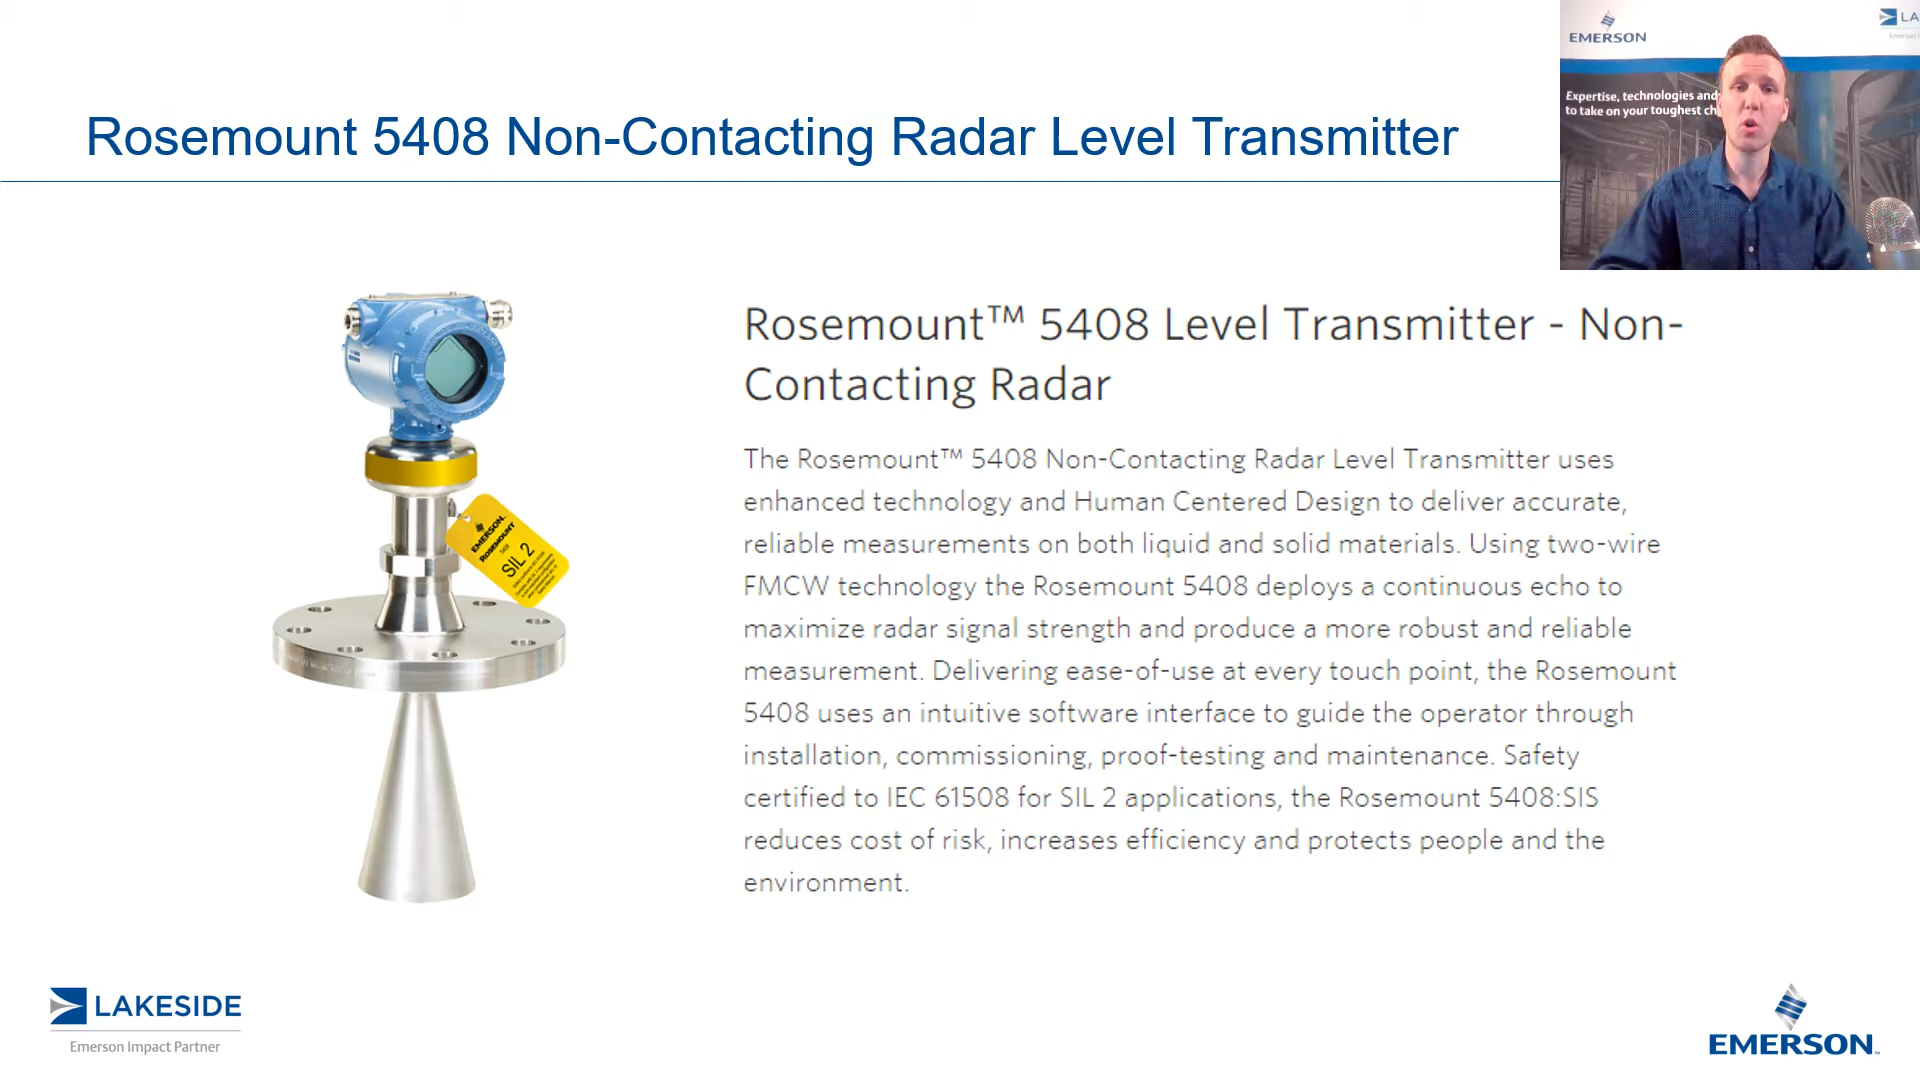 Rosemount 5408 Non-Contacting Radar Level Transmitter
EMERSON
LA
Expertise, technologies and
to take on your toughest ch
Rosemount™ 5408 Level Transmitter - Non-
Contacting Radar
The Rosemount™ 5408 Non-Contacting Radar Level Transmitter uses
enhanced technology and Human Centered Design to deliver accurate,
reliable measurements on both liquid and solid materials. Using two-wire
FMCW technology the Rosemount 5408 deploys a continuous echo to
maximize radar signal strength and produce a more robust and reliable
measurement. Delivering ease-of-use at every touch point, the Rosemount
5408 uses an intuitive software interface to guide the operator through
installation, commissioning, proof-testing and maintenance. Safety
certified to IEC 61508 for SIL 2 applications, the Rosemount 5408:SIS
reduces cost of risk, increases efficiency and protects people and the
environment.
EMERSON
ROSEMOUNT
SIL 2
LAKESIDE
Emerson Impact Partner
EMERSON™